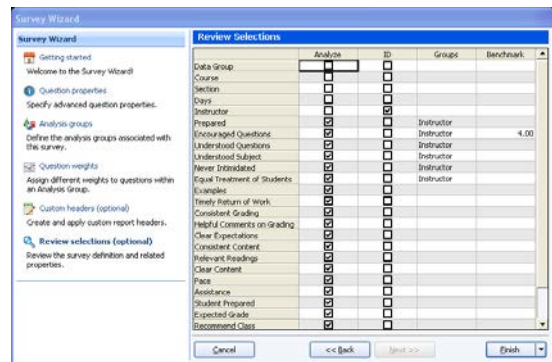 Survey Wizard
Survey Wizard
Getting started
Welcome to the Survey Wizard!
Question properties
Specify advanced question properties.
Analysis groups
Define the analysis groups associated with
this survey.
Question weights
Assign different weights to questions within
an Analysis Group.
Custom headers (optional)
Create and apply custom report headers.
Review selections (optional)
Review the survey definition and related
properties.
Review Selections
Analyze ID Groups Benchmark
Data Group
Course
Section
Days
Instructor
Prepared Instructor
Encouraged Questions Instructor 4.00
Understood Questions Instructor
Understood Subject Instructor
Never Intimidated Instructor
Equal Treatment of Students Instructor
Examples
Timely Return of Work
Consistent Grading
Helpful Comments on Grading
Clear Expectations
Consistent Content
Relevant Readings
Clear Content
Pace
Assistance
Student Prepared
Expected Grade
Recommend Class
Cancel << Back Next >> Finish